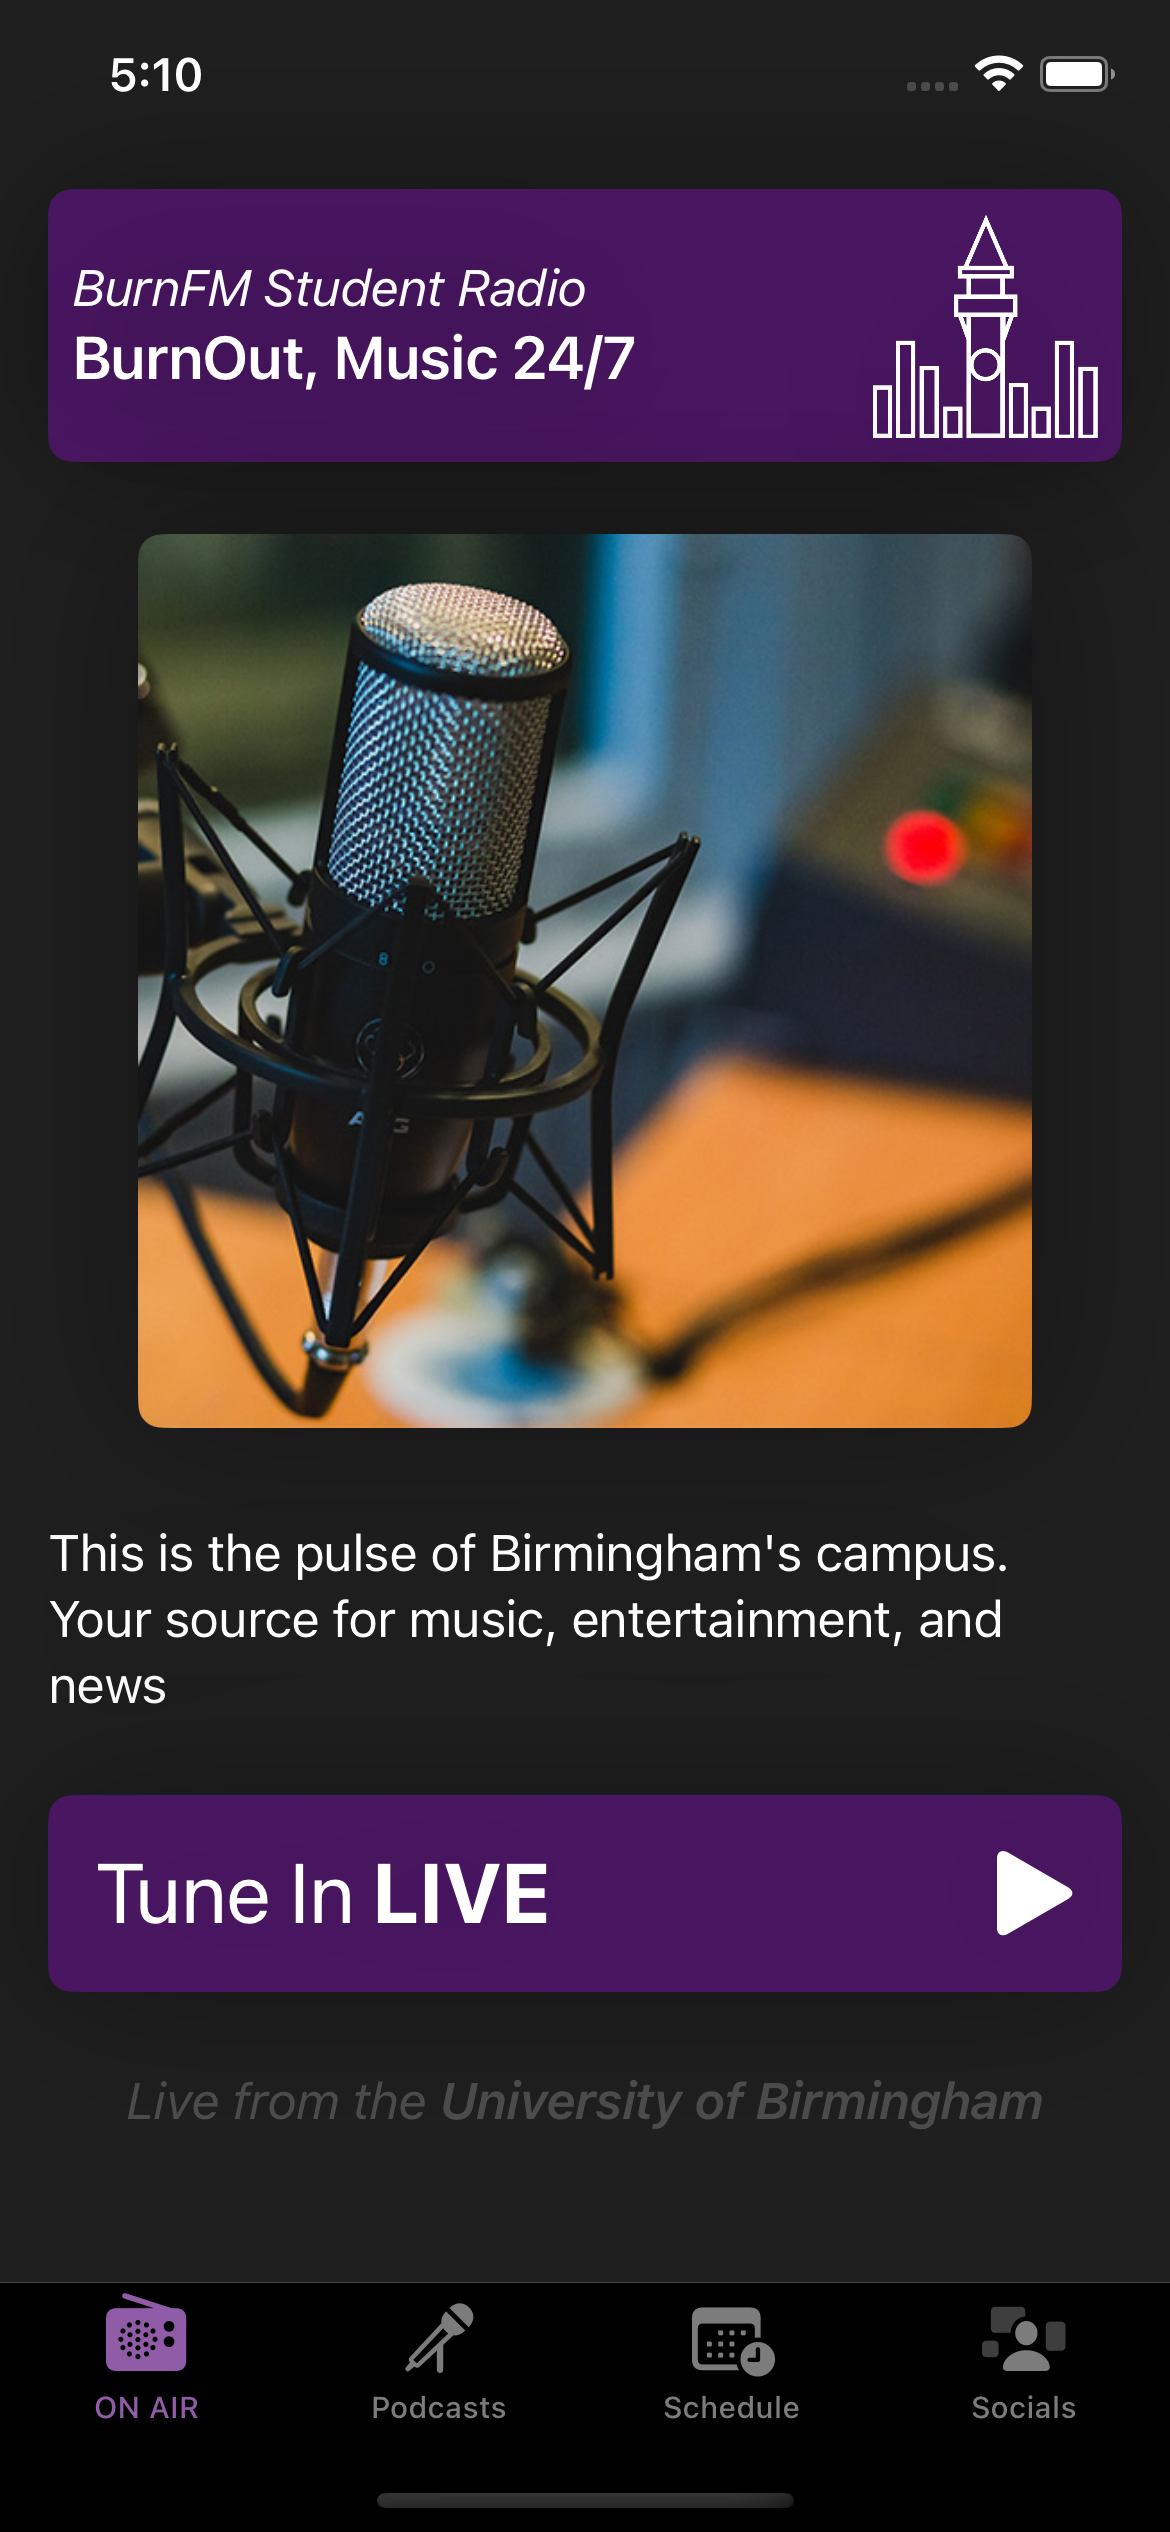 5:10
BurnFM Student Radio
BurnOut, Music 24/7
8
This is the pulse of Birmingham's campus.
Your source for music, entertainment, and
news
Tune In LIVE
Live from the University of Birmingham
ON AIR
Podcasts
Schedule
Socials